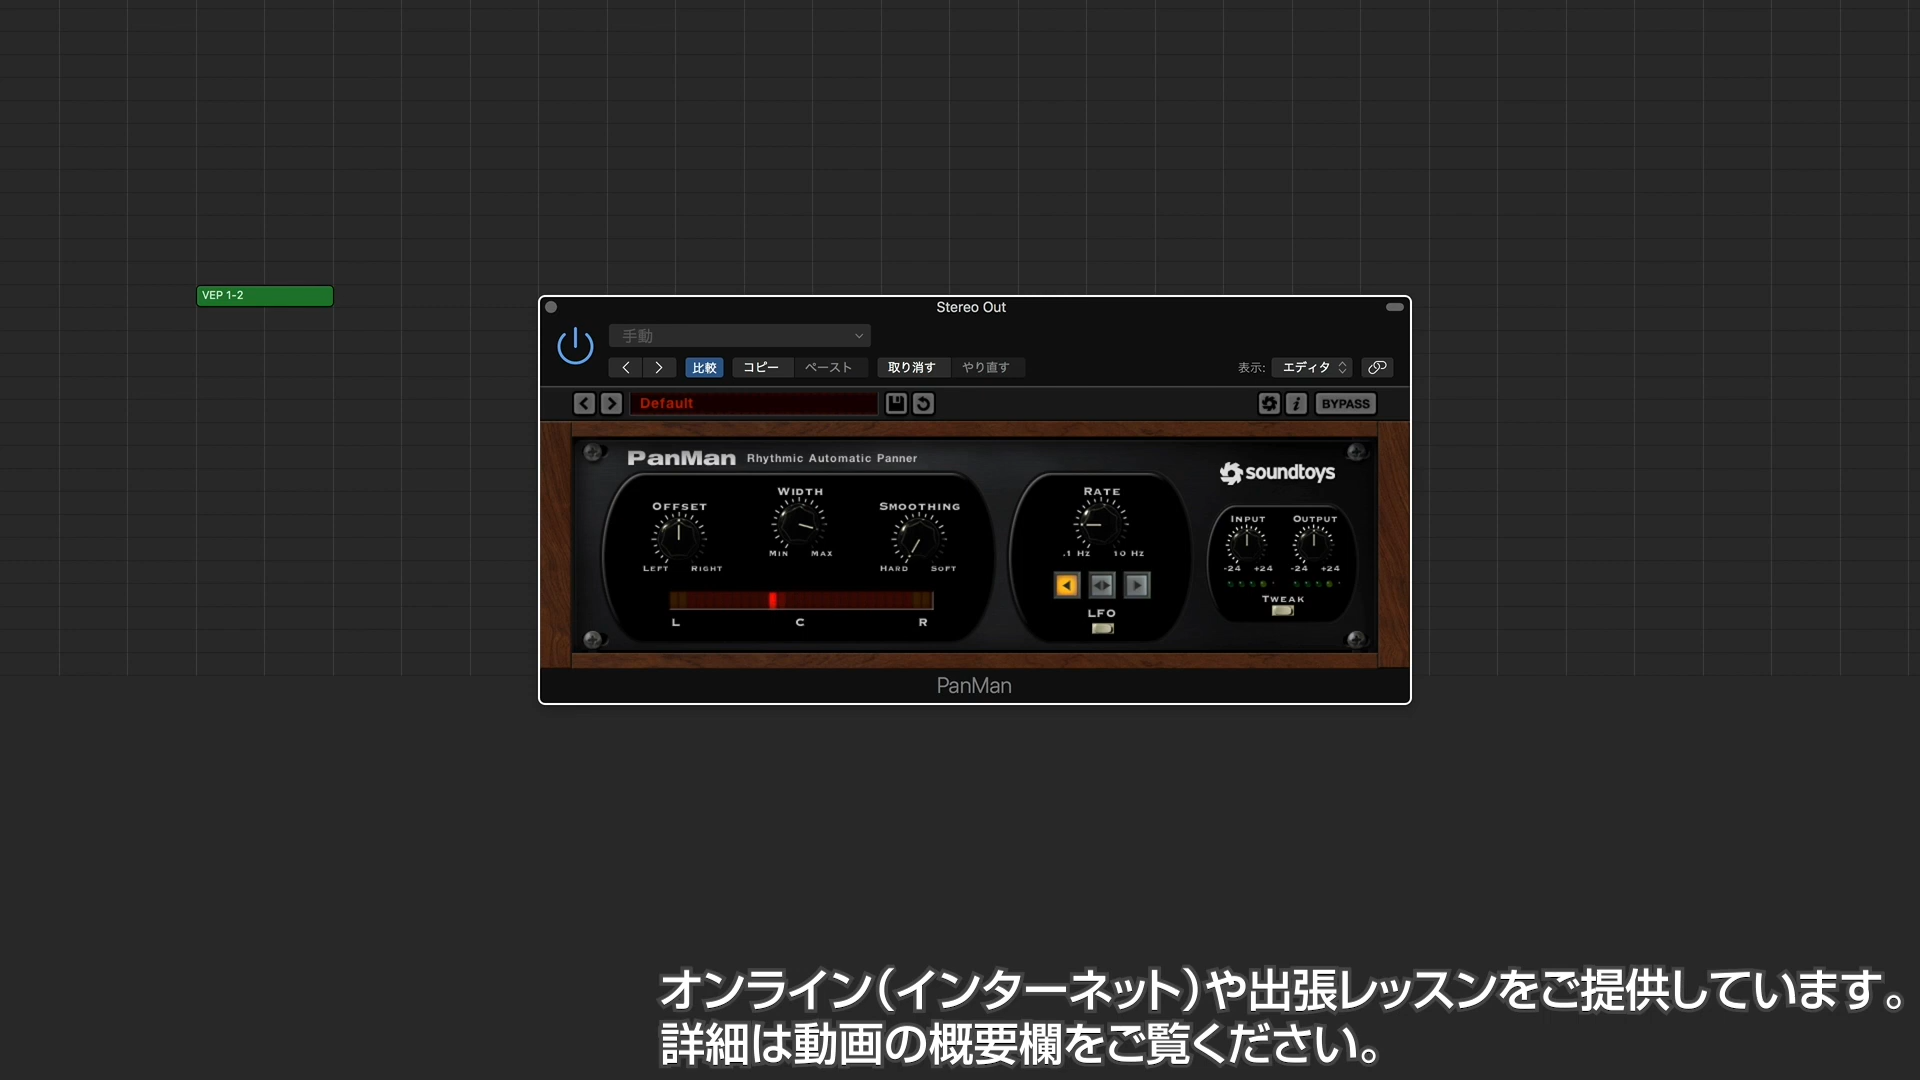 VEP 1-2
Stereo Out
手動
比較 コピー ペースト 取り消す やり直す 表示: エディタ
Default
BYPASS
PanMan Rhythmic Automatic Panner
soundtoys
OFFSET WIDTH SMOOTHING
LEFT RIGHT MIN MAX HARD SOFT
L C R
RATE
.1 HZ 10 HZ
LFO
INPUT OUTPUT
-24 +24 -24 +24
TWEAK
PanMan
オンライン(インターネット)や出張レッスンをご提供しています。
詳細は動画の概要欄をご覧ください。